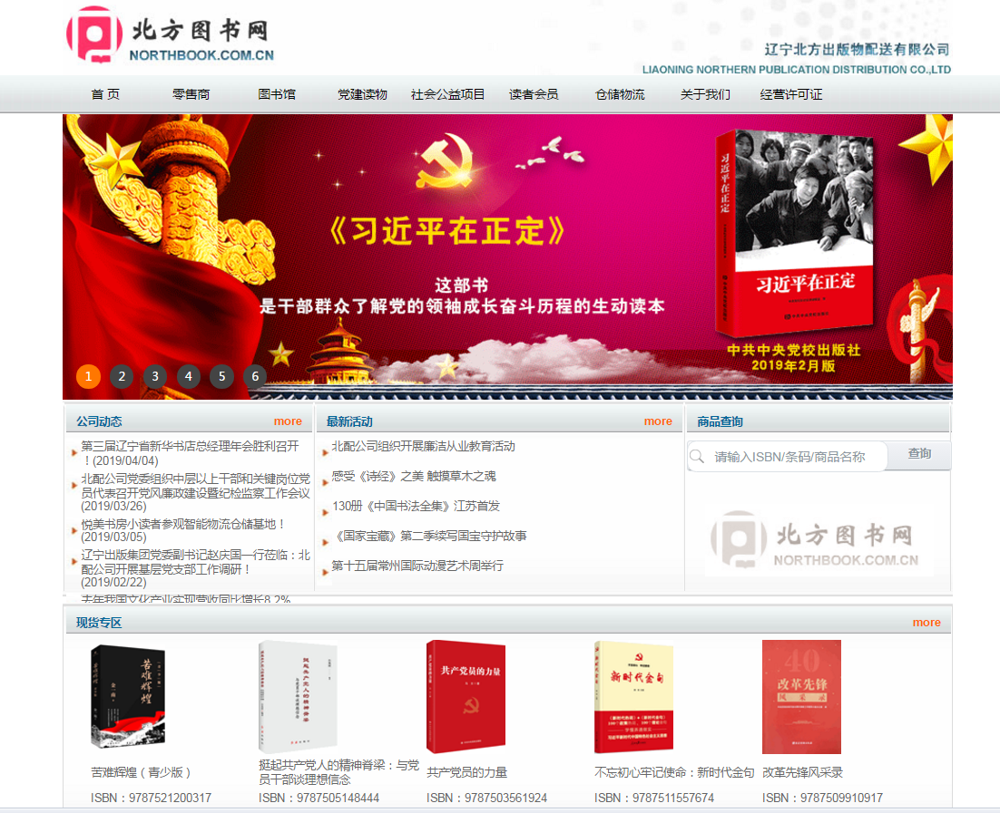 北方图书网
NORTHBOOK.COM.CN
辽宁北方出版物配送有限公司
LIAONING NORTHERN PUBLICATION DISTRIBUTION CO.,LTD
首 页 零售商 图书馆 党建读物 社会公益项目 读者会员 仓储物流 关于我们 经营许可证
《习近平在正定》
这部书
是干部群众了解党的领袖成长奋斗历程的生动读本
习近平在正定
习近平在正定
中共中央党校出版社
2019年2月版
1 2 3 4 5 6
公司动态 more
第三届辽宁省新华书店总经理年会胜利召开
！(2019/04/04)
北配公司党委组织中层以上干部和关键岗位党
员代表召开党风廉政建设暨纪检监察工作会议
(2019/03/26)
悦美书房小读者参观智能物流仓储基地！
(2019/03/05)
辽宁出版集团党委副书记赵庆国一行莅临：北
配公司开展基层党支部工作调研！
(2019/02/22)
去年我国文化产业实现营收同比增长8.2%
最新活动 more
北配公司组织开展廉洁从业教育活动
感受《诗经》之美 触摸草木之魂
130册《中国书法全集》江苏首发
《国家宝藏》第二季续写国宝守护故事
第十五届常州国际动漫艺术周举行
商品查询
请输入ISBN/条码/商品名称 查询
北方图书网
NORTHBOOK.COM.CN
现货专区 more
苦难辉煌
挺起共产党人的精神脊梁
共产党员的力量
新时代金句
40
改革先锋
风采录
苦难辉煌（青少版）
ISBN：9787521200317
挺起共产党人的精神脊梁：与党
员干部谈理想信念
ISBN：9787505148444
共产党员的力量
ISBN：9787503561924
不忘初心牢记使命：新时代金句
ISBN：9787511557674
改革先锋风采录
ISBN：9787509910917